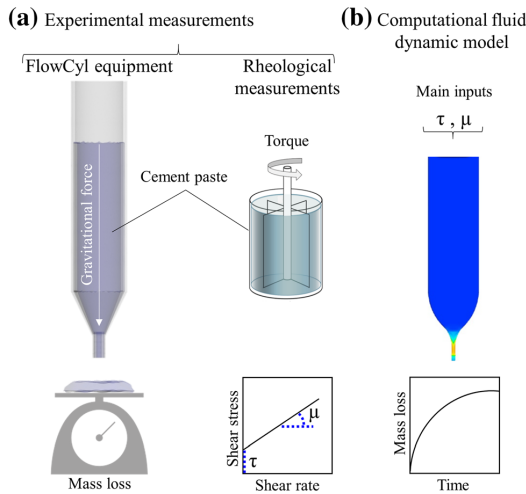 (a) Experimental measurements
FlowCyl equipment
Rheological
measurements
Torque
Cement paste
Gravitational force
Mass loss
Shear stress
μ
τ
Shear rate
(b) Computational fluid
dynamic model
Main inputs
τ , μ
Mass loss
Time